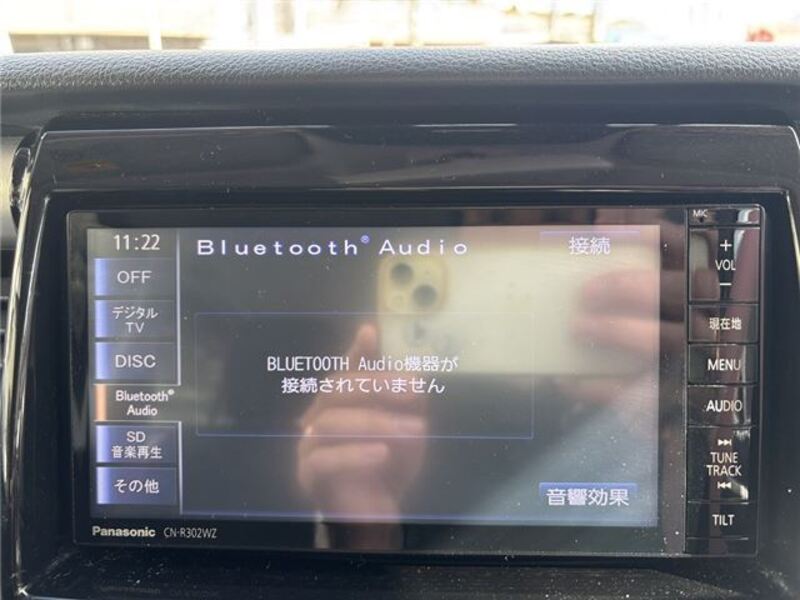 11:22
Bluetooth® Audio
接続
OFF
デジタル
TV
DISC
Bluetooth®
Audio
SD
音楽再生
その他
BLUETOOTH Audio機器が
接続されていません
音響効果
MIC
+
VOL
−
現在地
MENU
AUDIO
TUNE
TRACK
TILT
Panasonic CN-R302WZ